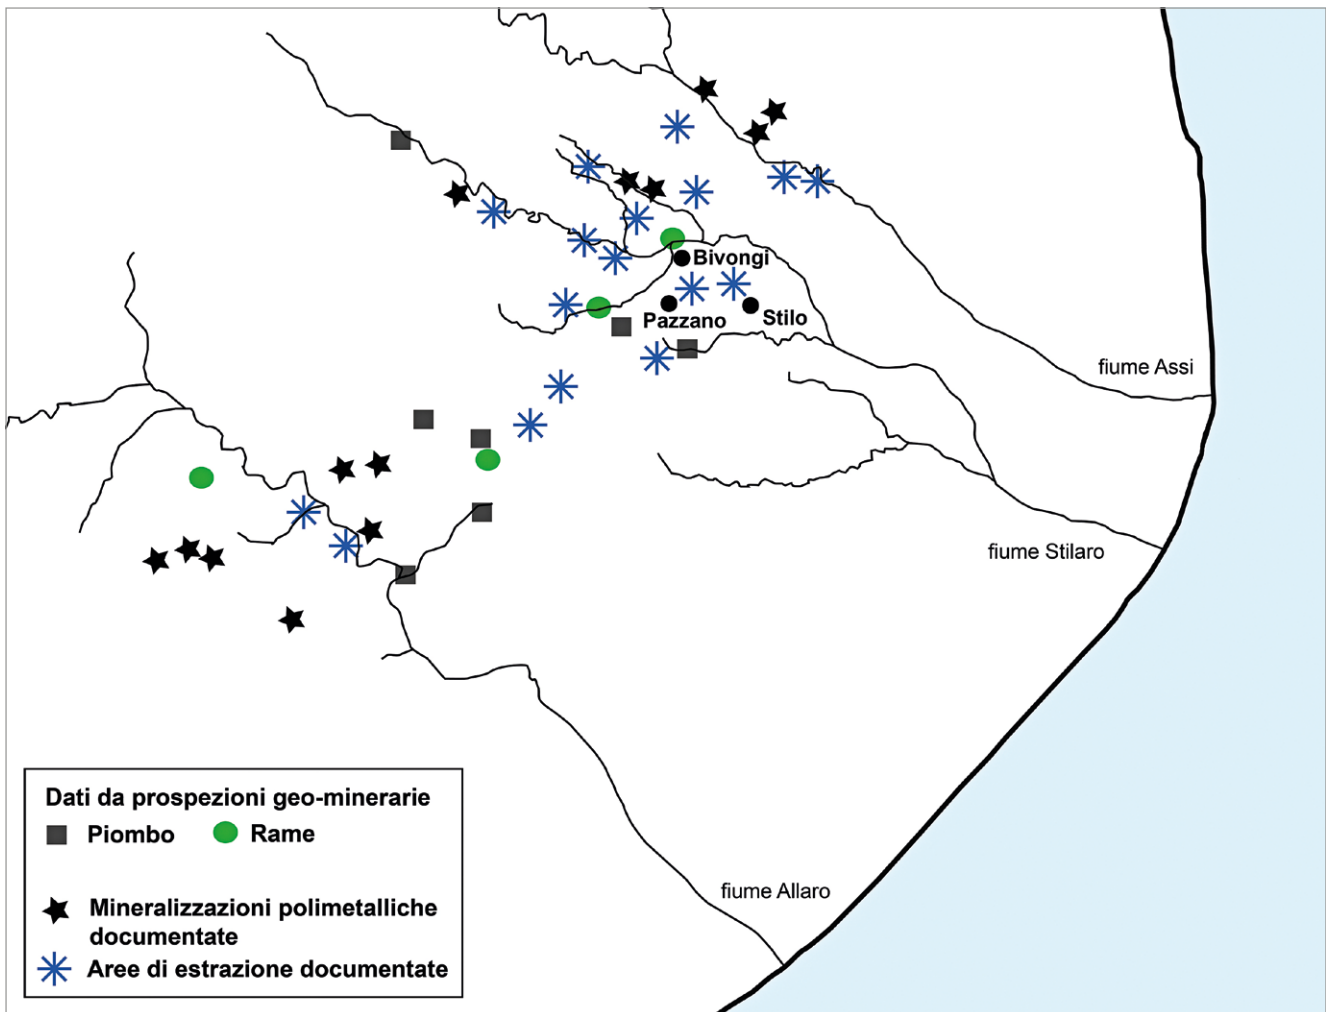 Bivongi
Pazzano
Stilo
fiume Assi
fiume Stilaro
fiume Allaro
Dati da prospezioni geo-minerarie
Piombo Rame
Mineralizzazioni polimetalliche
documentate
Aree di estrazione documentate